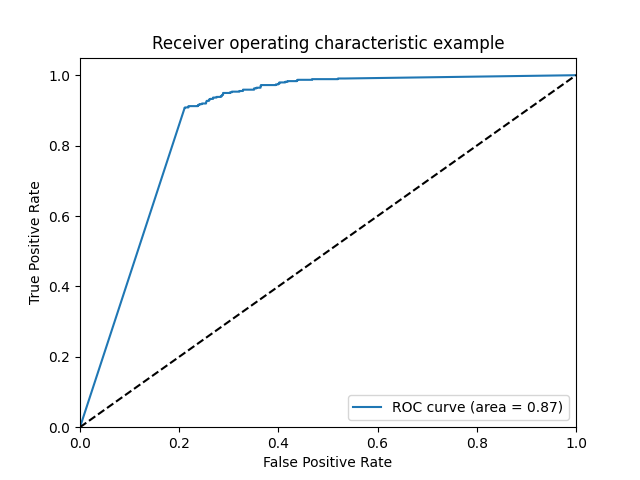 Receiver operating characteristic example
True Positive Rate
1.0
0.8
0.6
0.4
0.2
0.0
ROC curve (area = 0.87)
0.0 0.2 0.4 0.6 0.8 1.0
False Positive Rate